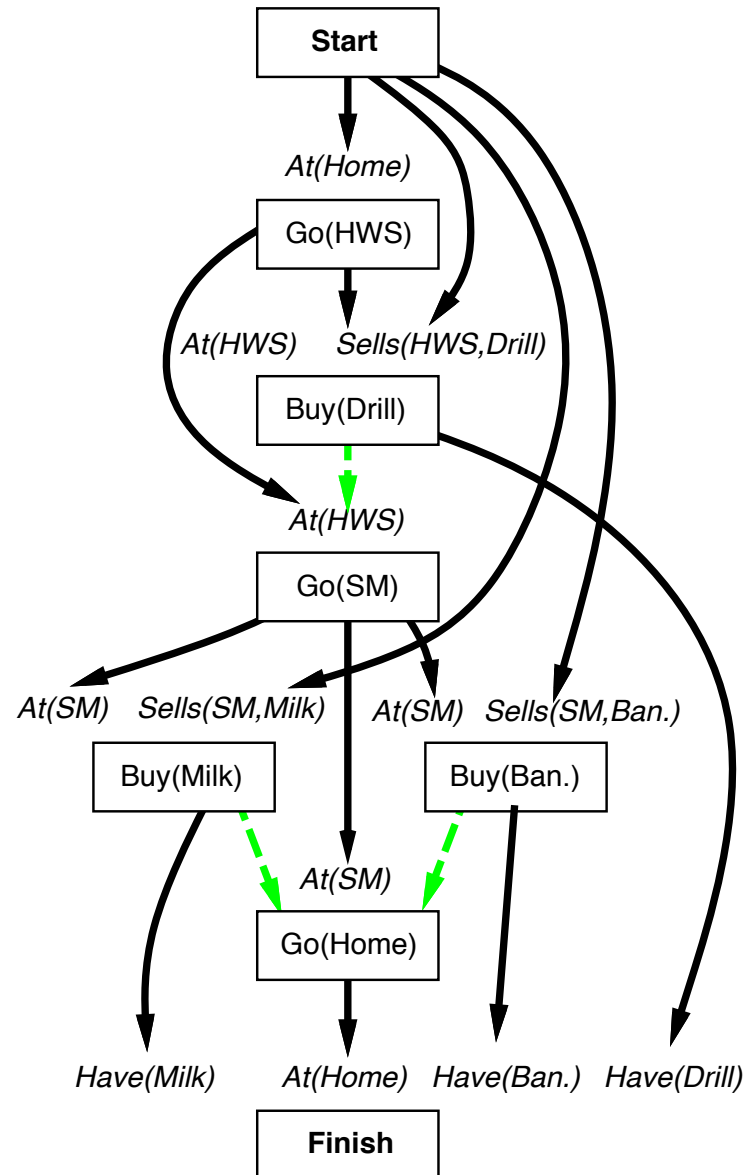 Start
At(Home)
Go(HWS)
At(HWS) Sells(HWS,Drill)
Buy(Drill)
At(HWS)
Go(SM)
At(SM) Sells(SM,Milk) At(SM) Sells(SM,Ban.)
Buy(Milk) Buy(Ban.)
At(SM)
Go(Home)
Have(Milk) At(Home) Have(Ban.) Have(Drill)
Finish